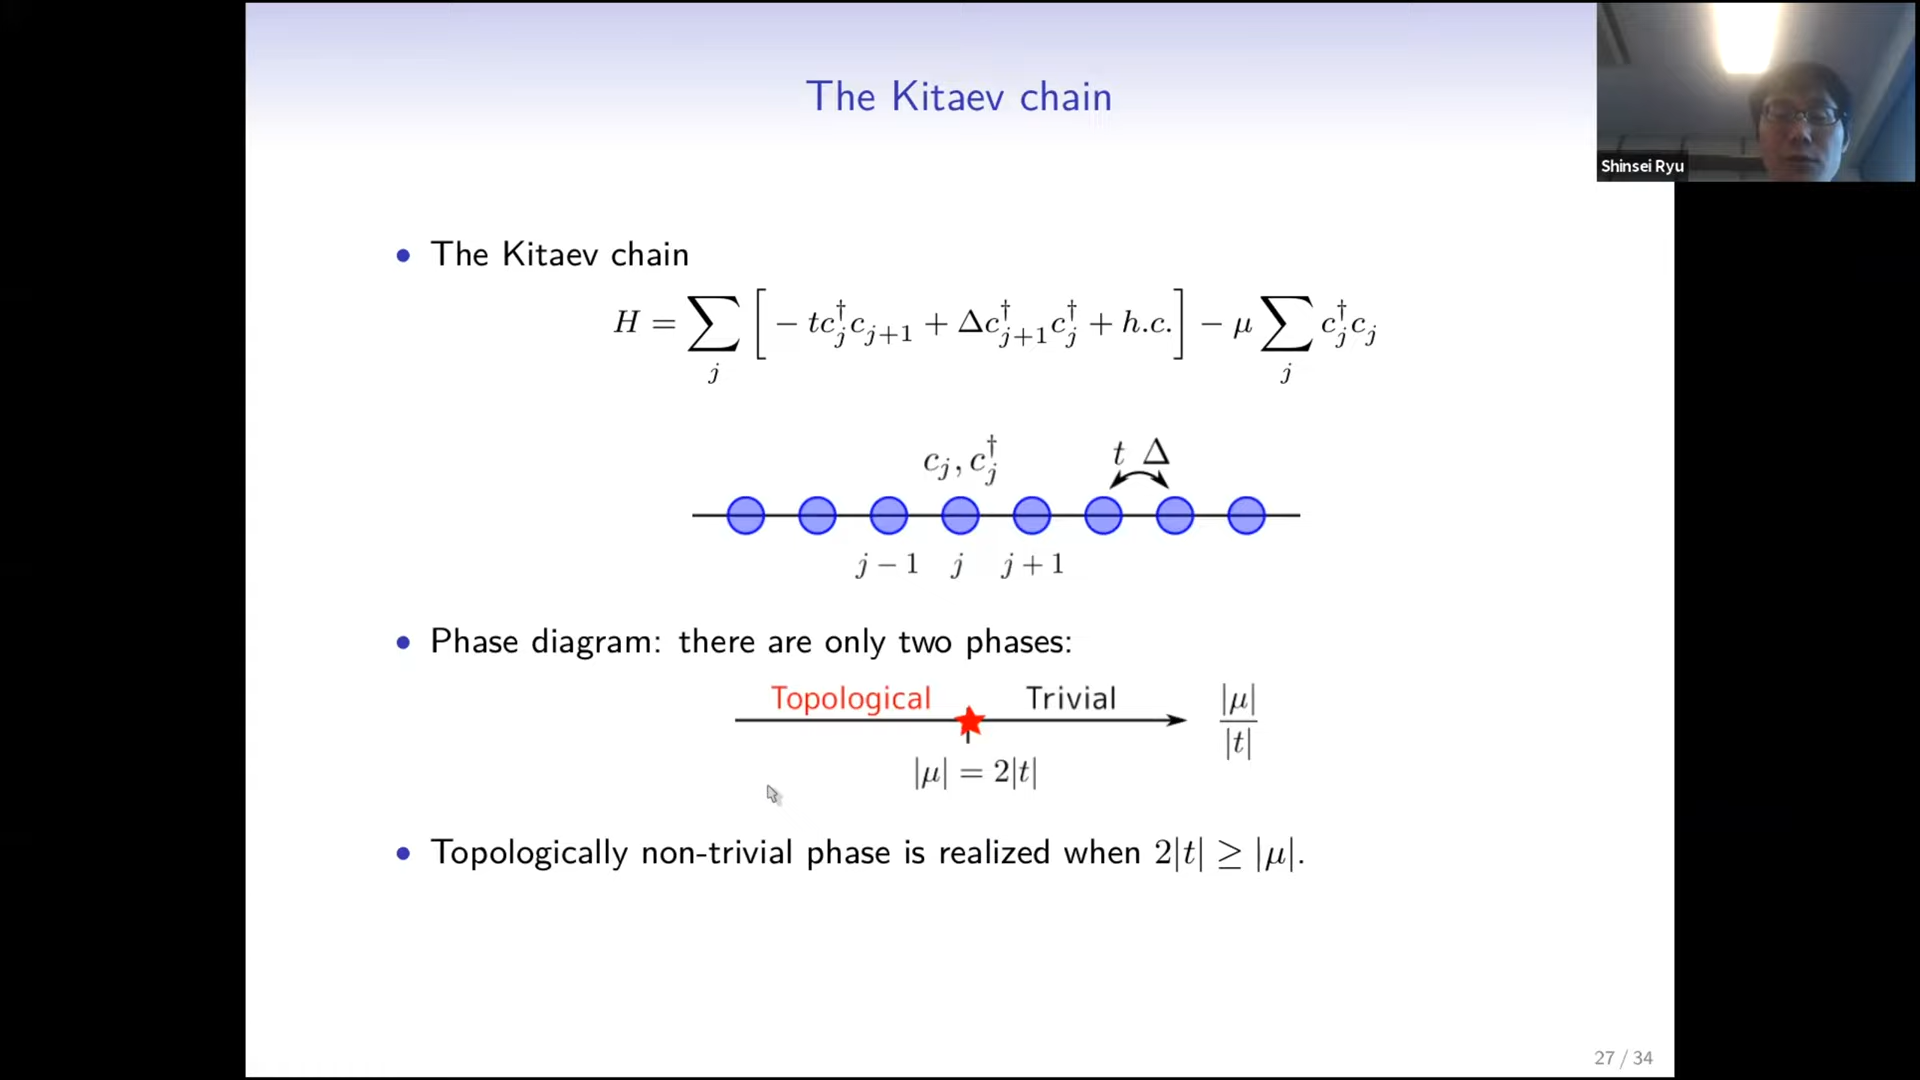 The Kitaev chain
Shinsei Ryu
• The Kitaev chain
H = ∑_j [ − t c_j^† c_{j+1} + Δ c_{j+1}^† c_j^† + h.c. ] − μ ∑_j c_j^† c_j
c_j, c_j^†
t Δ
j − 1 j j + 1
• Phase diagram: there are only two phases:
Topological Trivial
|μ| / |t|
|μ| = 2|t|
• Topologically non-trivial phase is realized when 2|t| ≥ |μ|.
27 / 34